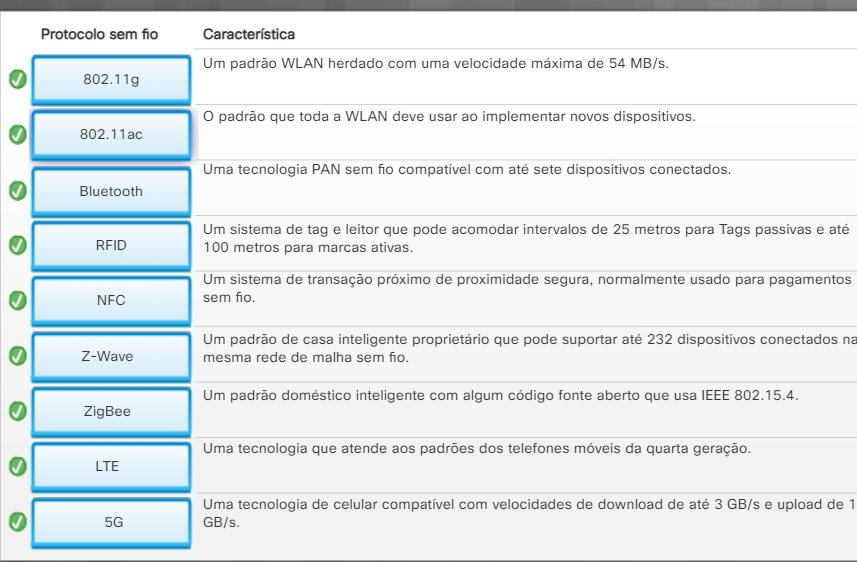 Protocolo sem fio Característica
802.11g Um padrão WLAN herdado com uma velocidade máxima de 54 MB/s.
802.11ac O padrão que toda a WLAN deve usar ao implementar novos dispositivos.
Bluetooth Uma tecnologia PAN sem fio compatível com até sete dispositivos conectados.
RFID Um sistema de tag e leitor que pode acomodar intervalos de 25 metros para Tags passivas e até
100 metros para marcas ativas.
NFC Um sistema de transação próximo de proximidade segura, normalmente usado para pagamentos
sem fio.
Z-Wave Um padrão de casa inteligente proprietário que pode suportar até 232 dispositivos conectados na
mesma rede de malha sem fio.
ZigBee Um padrão doméstico inteligente com algum código fonte aberto que usa IEEE 802.15.4.
LTE Uma tecnologia que atende aos padrões dos telefones móveis da quarta geração.
5G Uma tecnologia de celular compatível com velocidades de download de até 3 GB/s e upload de 1
GB/s.